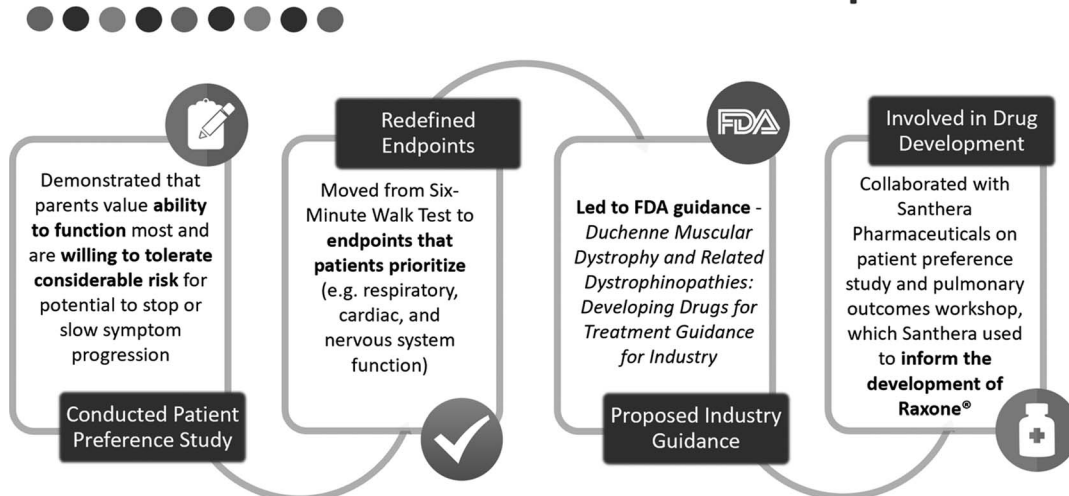 Demonstrated that
parents value ability
to function most and
are willing to tolerate
considerable risk for
potential to stop or
slow symptom
progression
Conducted Patient
Preference Study
Redefined
Endpoints
Moved from Six-
Minute Walk Test to
endpoints that
patients prioritize
(e.g. respiratory,
cardiac, and
nervous system
function)
FDA
Led to FDA guidance -
Duchenne Muscular
Dystrophy and Related
Dystrophinopathies:
Developing Drugs for
Treatment Guidance
for Industry
Proposed Industry
Guidance
Involved in Drug
Development
Collaborated with
Santhera
Pharmaceuticals on
patient preference
study and pulmonary
outcomes workshop,
which Santhera used
to inform the
development of
Raxone®